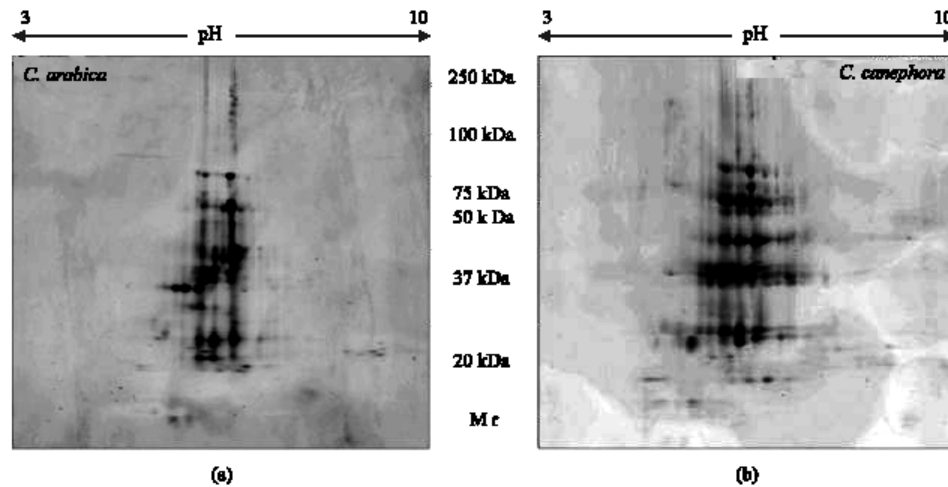 3 10 3 10
pH pH
C. arabica 250 kDa C. canephora
100 kDa
75 kDa
50 k Da
37 kDa
20 kDa
M r
(a) (b)